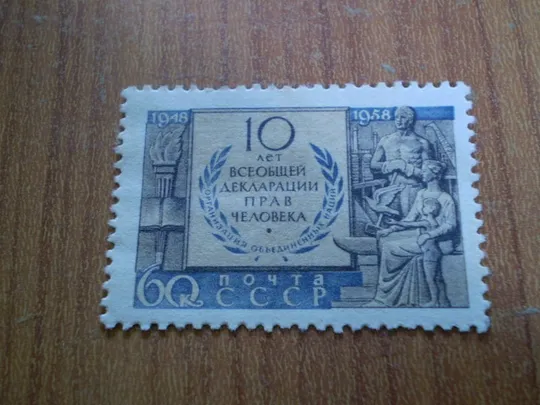 1948 1958
10
ЛЕТ
ВСЕОБЩЕЙ
ДЕКЛАРАЦИИ
ПРАВ
ЧЕЛОВЕКА
ОРГАНИЗАЦИЯ ОБЪЕДИНЕННЫХ НАЦИЙ
60К ПОЧТА
СССР